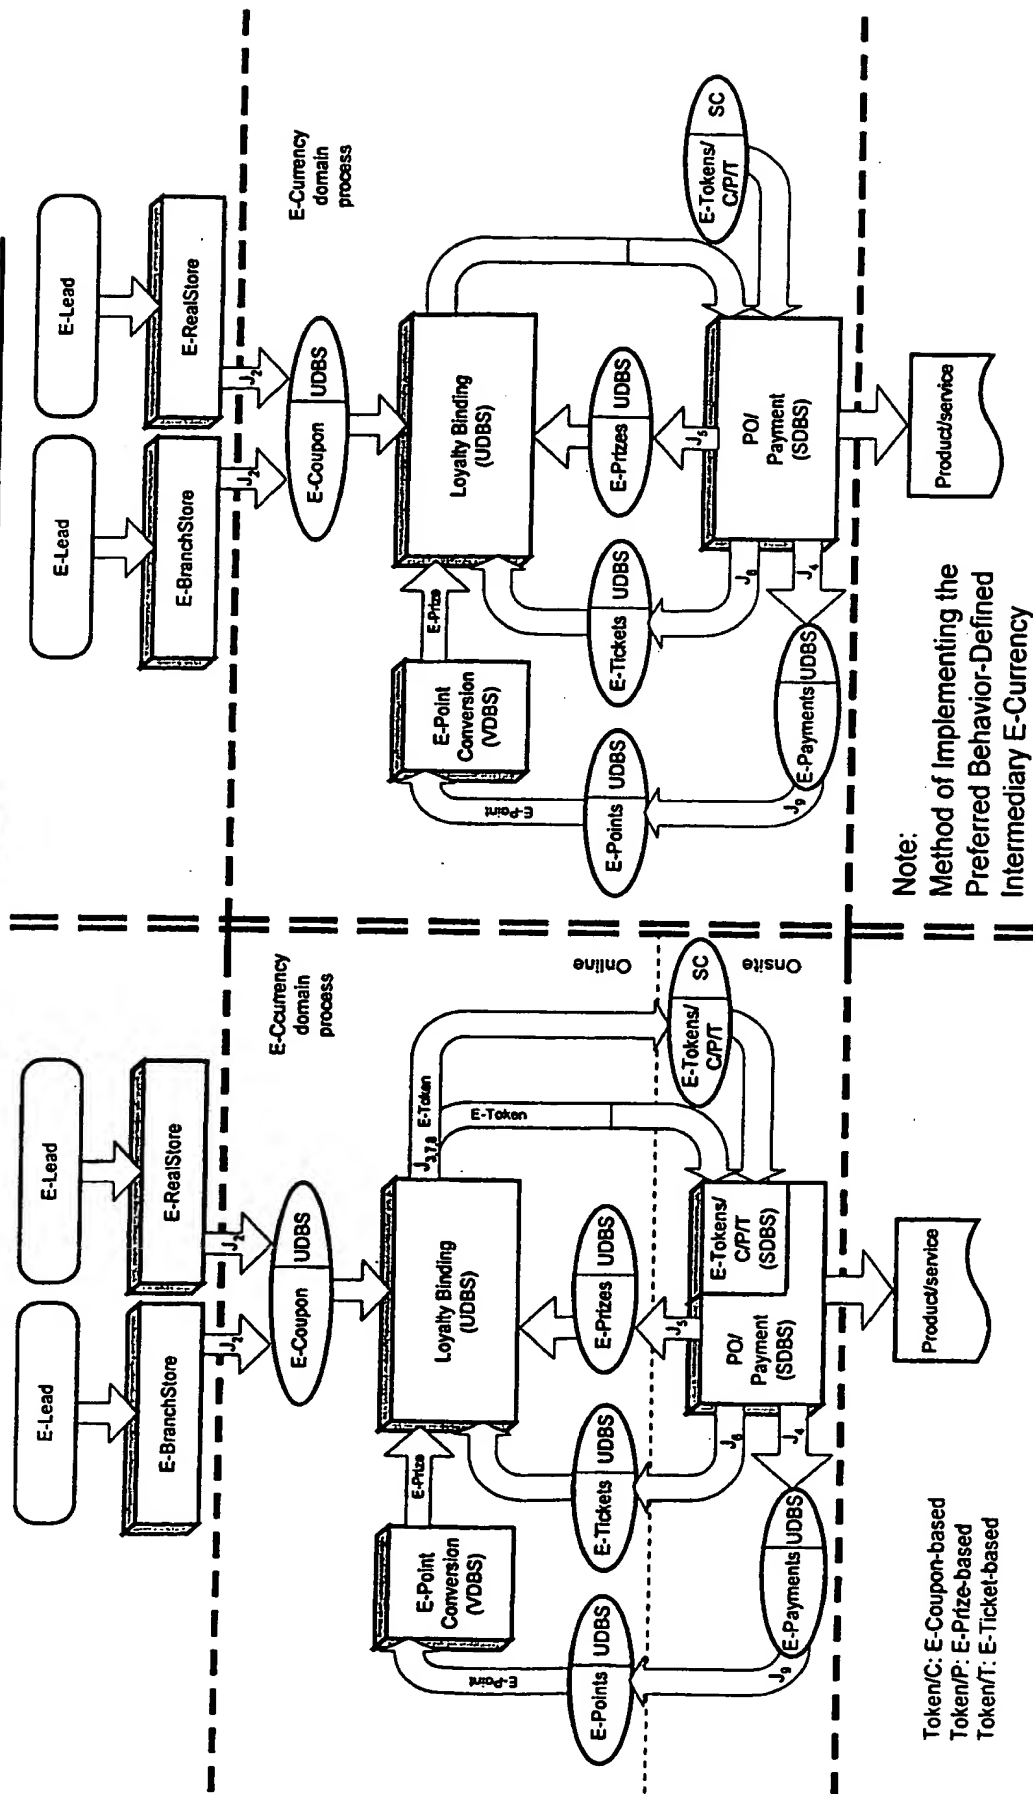 E-Lead
E-Lead
E-BranchStore
E-RealStore
J2
J2
E-Ccurrency
domain
process
E-Coupon
UDBS
E-Point
Conversion
(VDBS)
E-Prize
Loyalty Binding
(UDBS)
J3,7,8
E-Token
E-Token
E-Point
E-Points
UDBS
E-Tickets
UDBS
E-Prizes
UDBS
Online
Onsite
E-Tokens/
C/P/T
SC
J5
PO/
Payment
(SDBS)
E-Tokens/
C/P/T
(SDBS)
J6
J4
J9
E-Payments
UDBS
Product/service
Token/C: E-Coupon-based
Token/P: E-Prize-based
Token/T: E-Ticket-based
E-Lead
E-Lead
E-BranchStore
E-RealStore
J2
J2
E-Currency
domain
process
E-Coupon
UDBS
E-Point
Conversion
(VDBS)
E-Prize
Loyalty Binding
(UDBS)
E-Point
E-Points
UDBS
E-Tickets
UDBS
E-Prizes
UDBS
E-Tokens/
C/P/T
SC
J5
PO/
Payment
(SDBS)
J6
J4
J9
E-Payments
UDBS
Product/service
Note:
Method of Implementing the
Preferred Behavior-Defined
Intermediary E-Currency